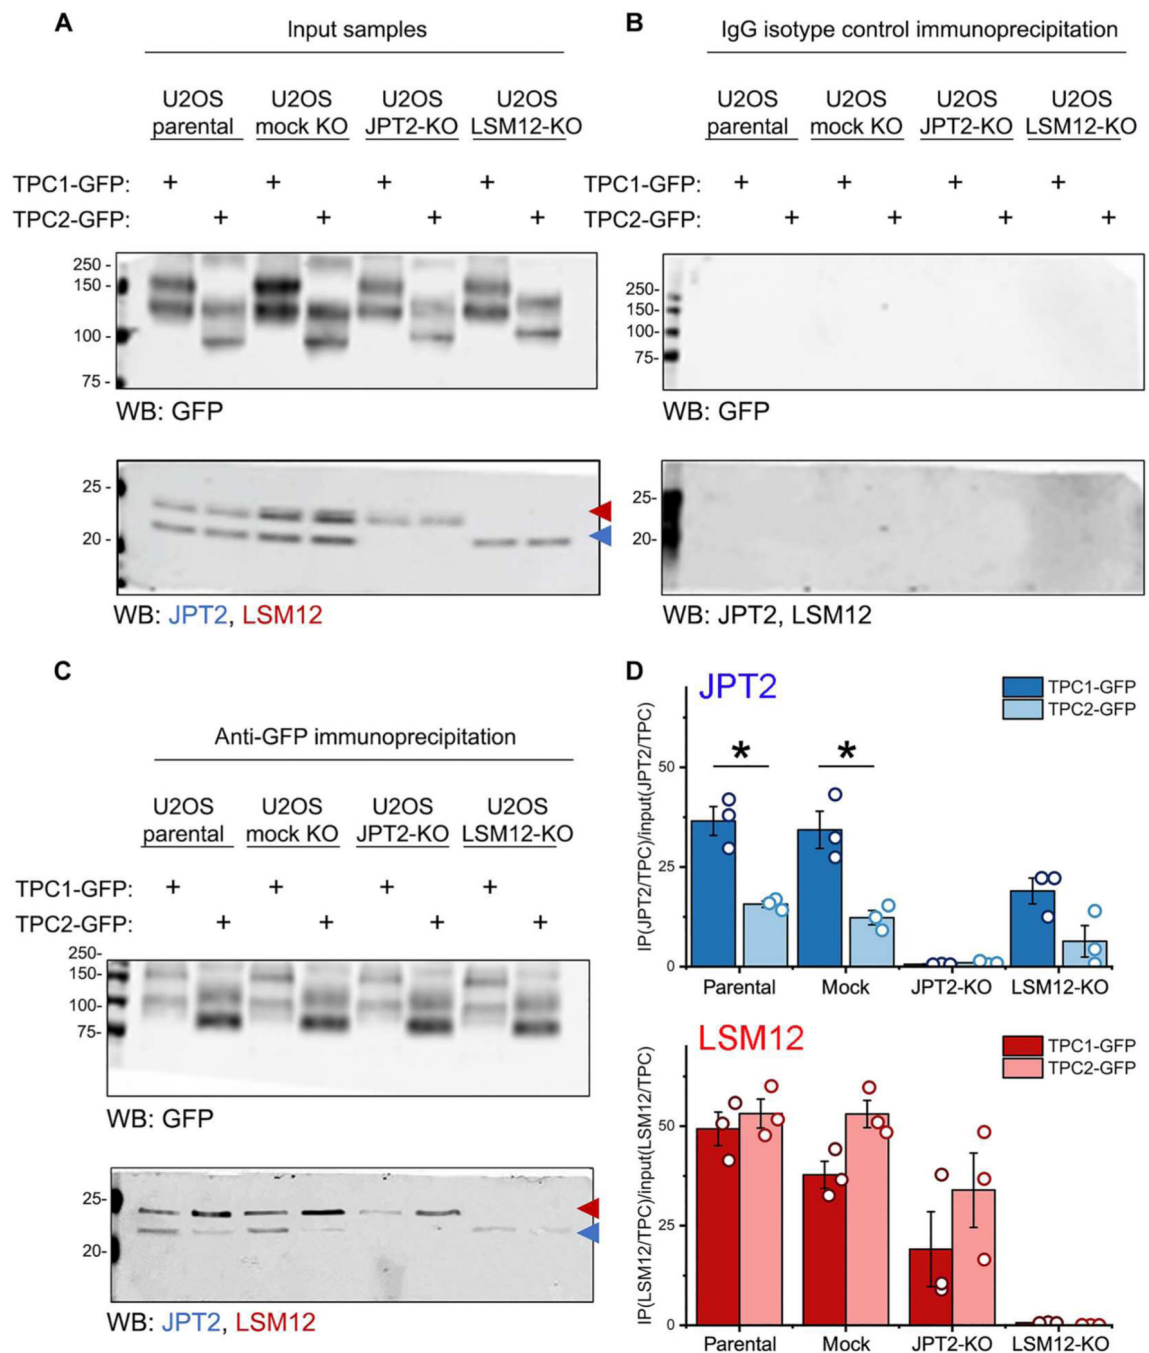 A
Input samples
U2OS parental
U2OS mock KO
U2OS JPT2-KO
U2OS LSM12-KO
TPC1-GFP: + + + +
TPC2-GFP: + + + +
250 -
150 -
100 -
75 -
WB: GFP
25 -
20 -
WB: JPT2, LSM12
B
IgG isotype control immunoprecipitation
U2OS parental
U2OS mock KO
U2OS JPT2-KO
U2OS LSM12-KO
TPC1-GFP: + + + +
TPC2-GFP: + + + +
250-
150-
100-
75-
WB: GFP
25-
20-
WB: JPT2, LSM12
C
Anti-GFP immunoprecipitation
U2OS parental
U2OS mock KO
U2OS JPT2-KO
U2OS LSM12-KO
TPC1-GFP: + + + +
TPC2-GFP: + + + +
250-
150-
100-
75-
WB: GFP
25-
20-
WB: JPT2, LSM12
D
JPT2
TPC1-GFP
TPC2-GFP
IP(JPT2/TPC)/input(JPT2/TPC)
50
25
0
* *
Parental Mock JPT2-KO LSM12-KO
LSM12
TPC1-GFP
TPC2-GFP
IP(LSM12/TPC)/input(LSM12/TPC)
50
25
0
Parental Mock JPT2-KO LSM12-KO